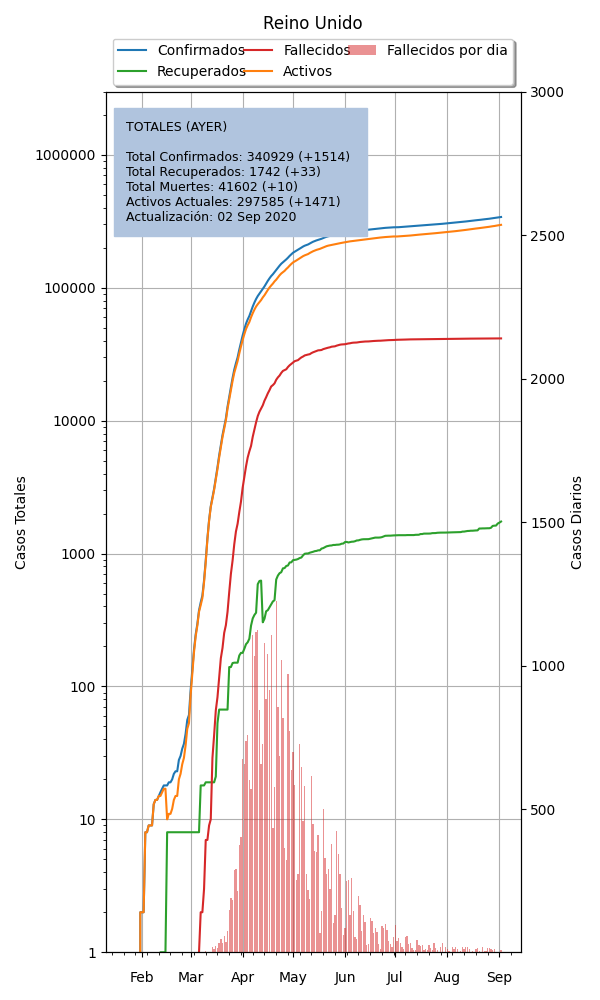 Reino Unido
Confirmados Fallecidos Fallecidos por dia
Recuperados Activos
3000
TOTALES (AYER)
Total Confirmados: 340929 (+1514)
Total Recuperados: 1742 (+33)
Total Muertes: 41602 (+10)
Activos Actuales: 297585 (+1471)
Actualización: 02 Sep 2020
1000000
100000
10000
1000
100
10
1
Casos Totales
2500
2000
1500
1000
500
Casos Diarios
Feb Mar Apr May Jun Jul Aug Sep